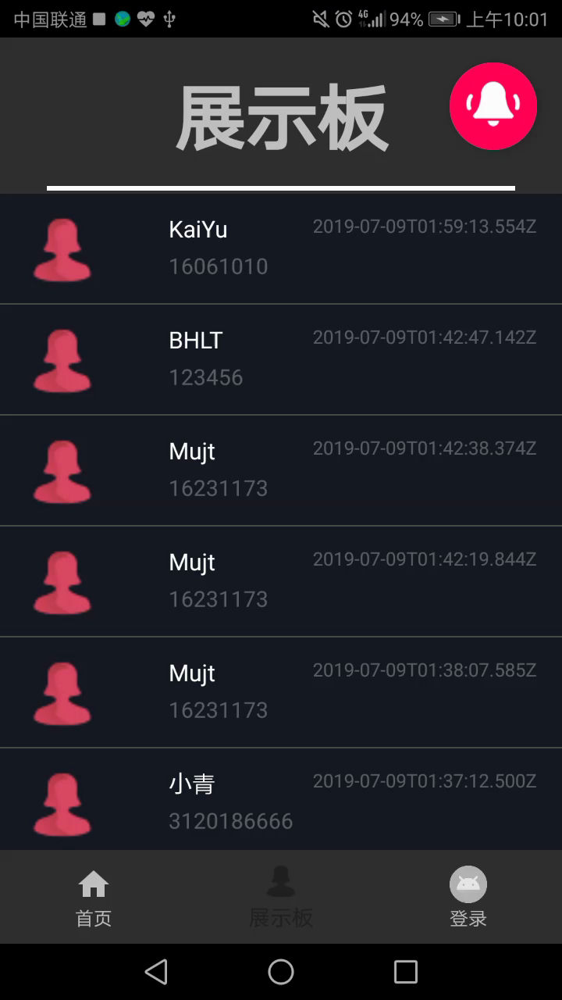 中国联通 4G 94% 上午10:01
展示板
KaiYu 2019-07-09T01:59:13.554Z
16061010
BHLT 2019-07-09T01:42:47.142Z
123456
Mujt 2019-07-09T01:42:38.374Z
16231173
Mujt 2019-07-09T01:42:19.844Z
16231173
Mujt 2019-07-09T01:38:07.585Z
16231173
小青 2019-07-09T01:37:12.500Z
3120186666
首页 展示板 登录